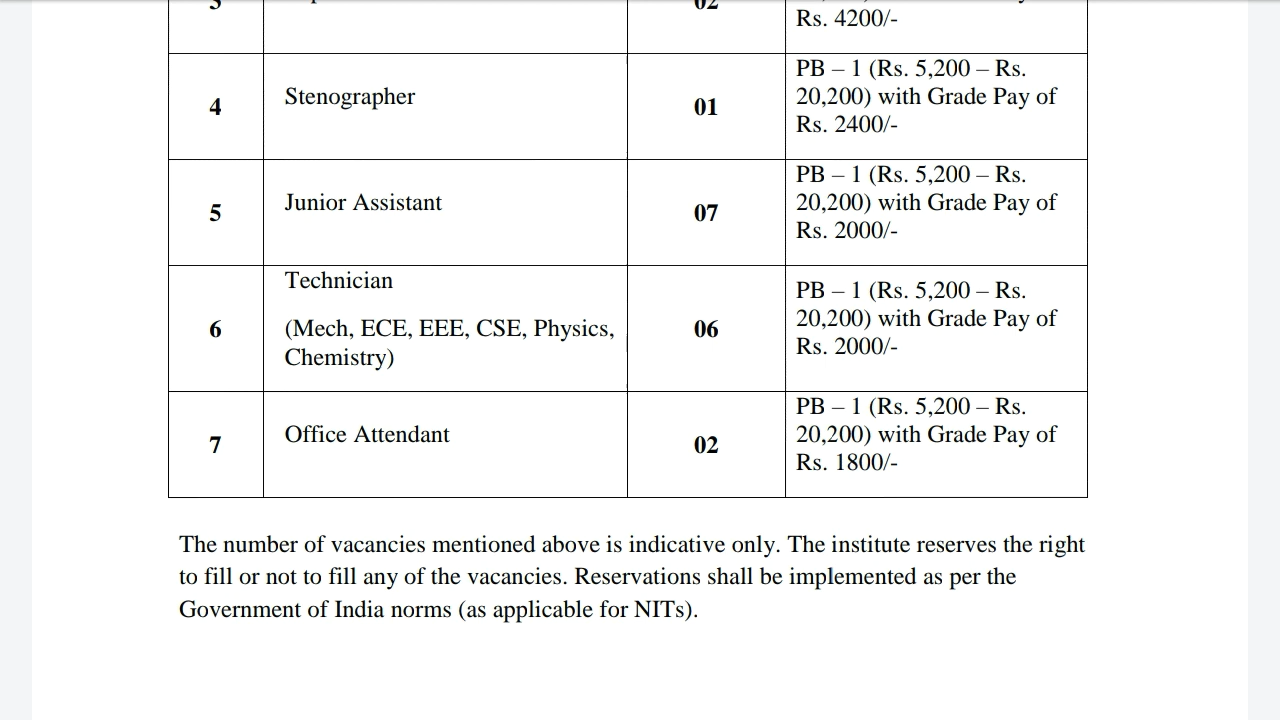 Rs. 4200/-
4
Stenographer
01
PB – 1 (Rs. 5,200 – Rs.
20,200) with Grade Pay of
Rs. 2400/-
5
Junior Assistant
07
PB – 1 (Rs. 5,200 – Rs.
20,200) with Grade Pay of
Rs. 2000/-
6
Technician
(Mech, ECE, EEE, CSE, Physics,
Chemistry)
06
PB – 1 (Rs. 5,200 – Rs.
20,200) with Grade Pay of
Rs. 2000/-
7
Office Attendant
02
PB – 1 (Rs. 5,200 – Rs.
20,200) with Grade Pay of
Rs. 1800/-
The number of vacancies mentioned above is indicative only. The institute reserves the right
to fill or not to fill any of the vacancies. Reservations shall be implemented as per the
Government of India norms (as applicable for NITs).